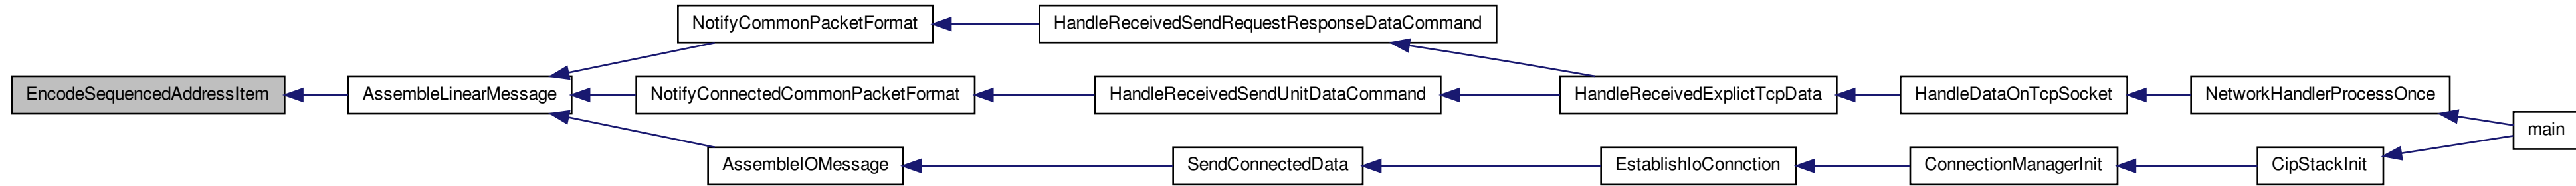 NotifyCommonPacketFormat
HandleReceivedSendRequestResponseDataCommand
EncodeSequencedAddressItem
AssembleLinearMessage
NotifyConnectedCommonPacketFormat
HandleReceivedSendUnitDataCommand
HandleReceivedExplictTcpData
HandleDataOnTcpSocket
NetworkHandlerProcessOnce
main
AssembleIOMessage
SendConnectedData
EstablishIoConnction
ConnectionManagerInit
CipStackInit